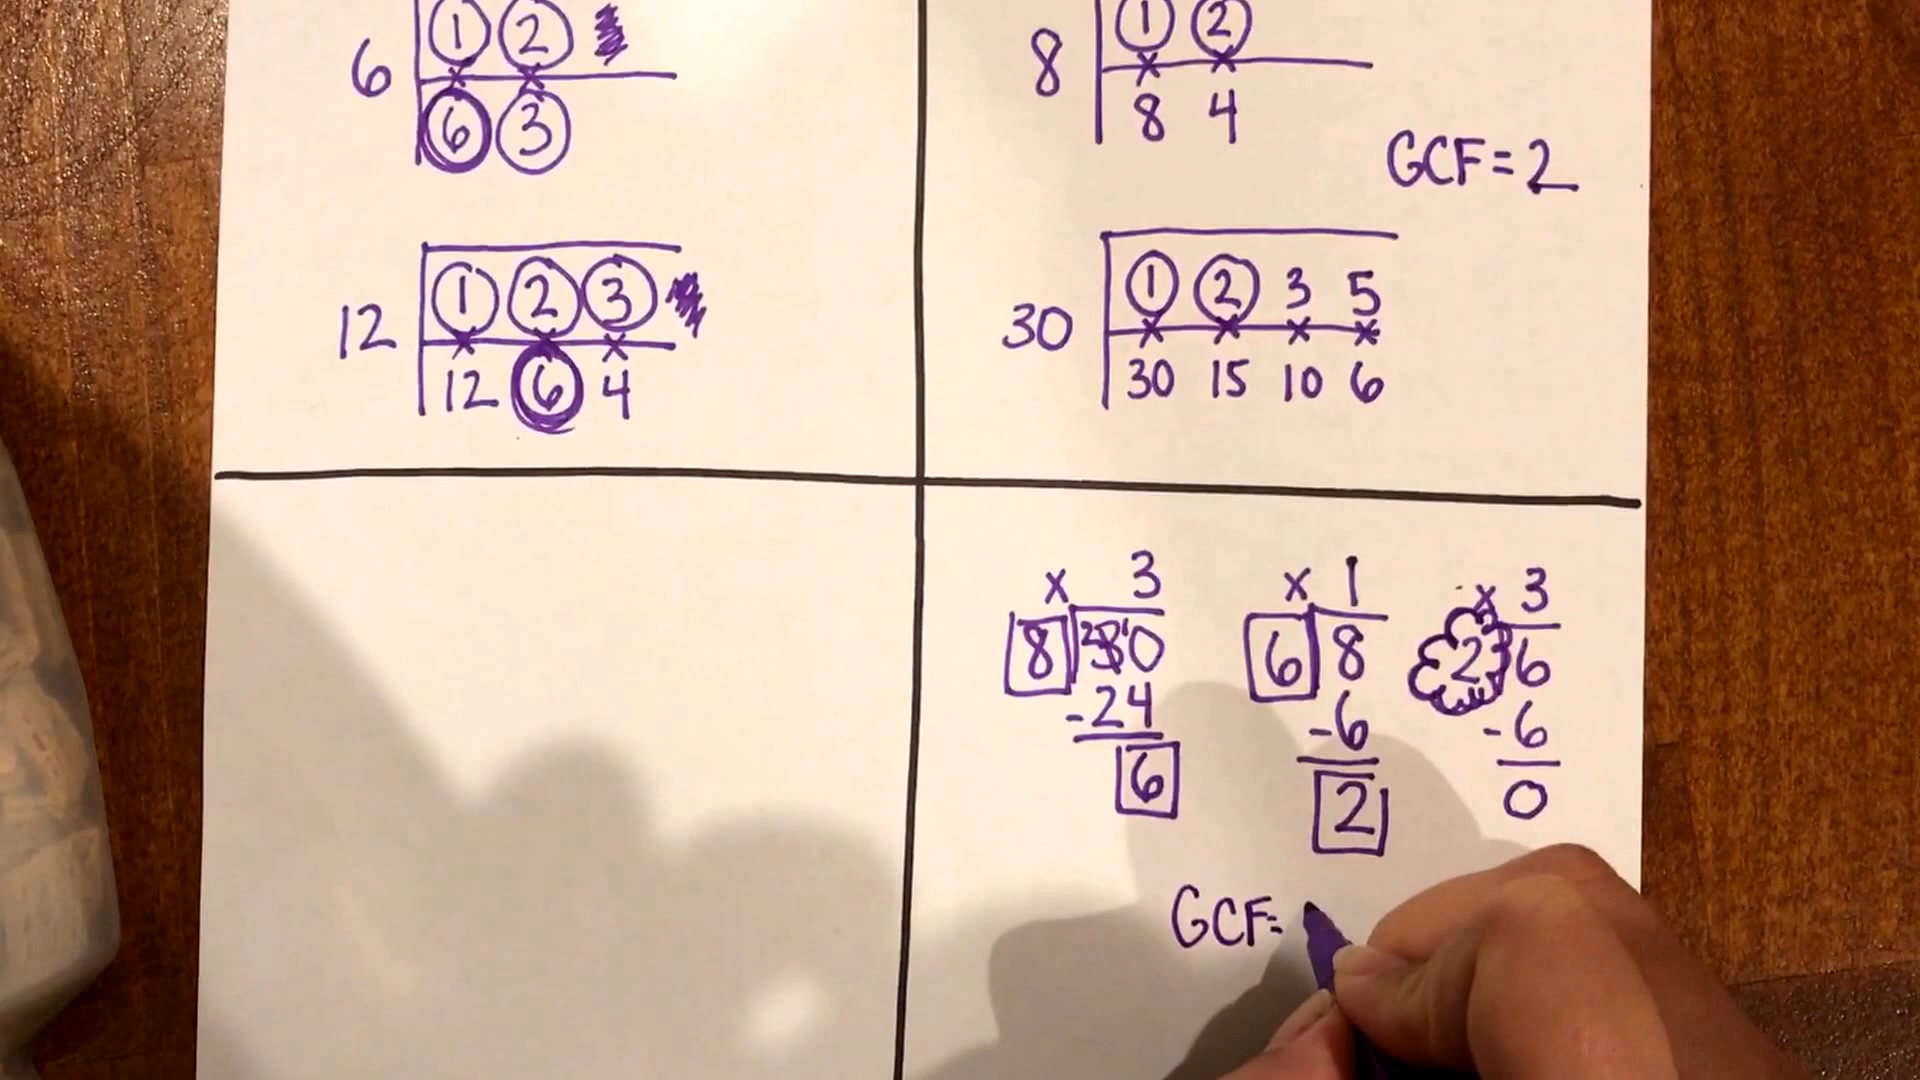 6 1 2
x x
6 3
12 1 2 3
x x x
12 6 4
8 1 2
x x
8 4
GCF = 2
30 1 2 3 5
x x x x
30 15 10 6
x 3
8 30
-24
6
x 1
6 8
-6
2
x 3
2 6
-6
0
GCF=